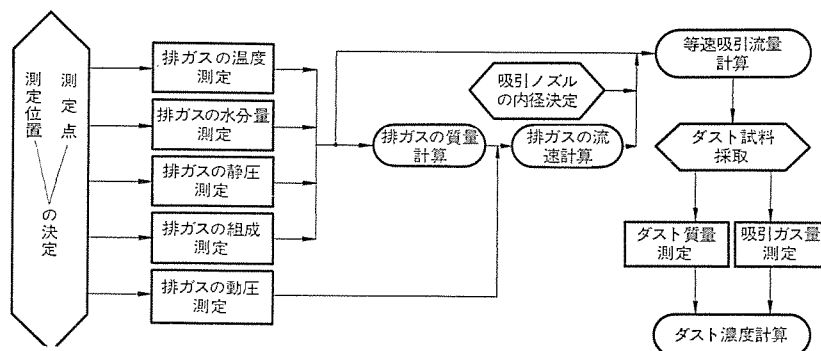 測定位置
測定点
の決定
排ガスの温度
測定
排ガスの水分量
測定
排ガスの静圧
測定
排ガスの組成
測定
排ガスの動圧
測定
排ガスの質量
計算
吸引ノズル
の内径決定
排ガスの流
速計算
等速吸引流量
計算
ダスト試料
採取
ダスト質量
測定
吸引ガス量
測定
ダスト濃度計算